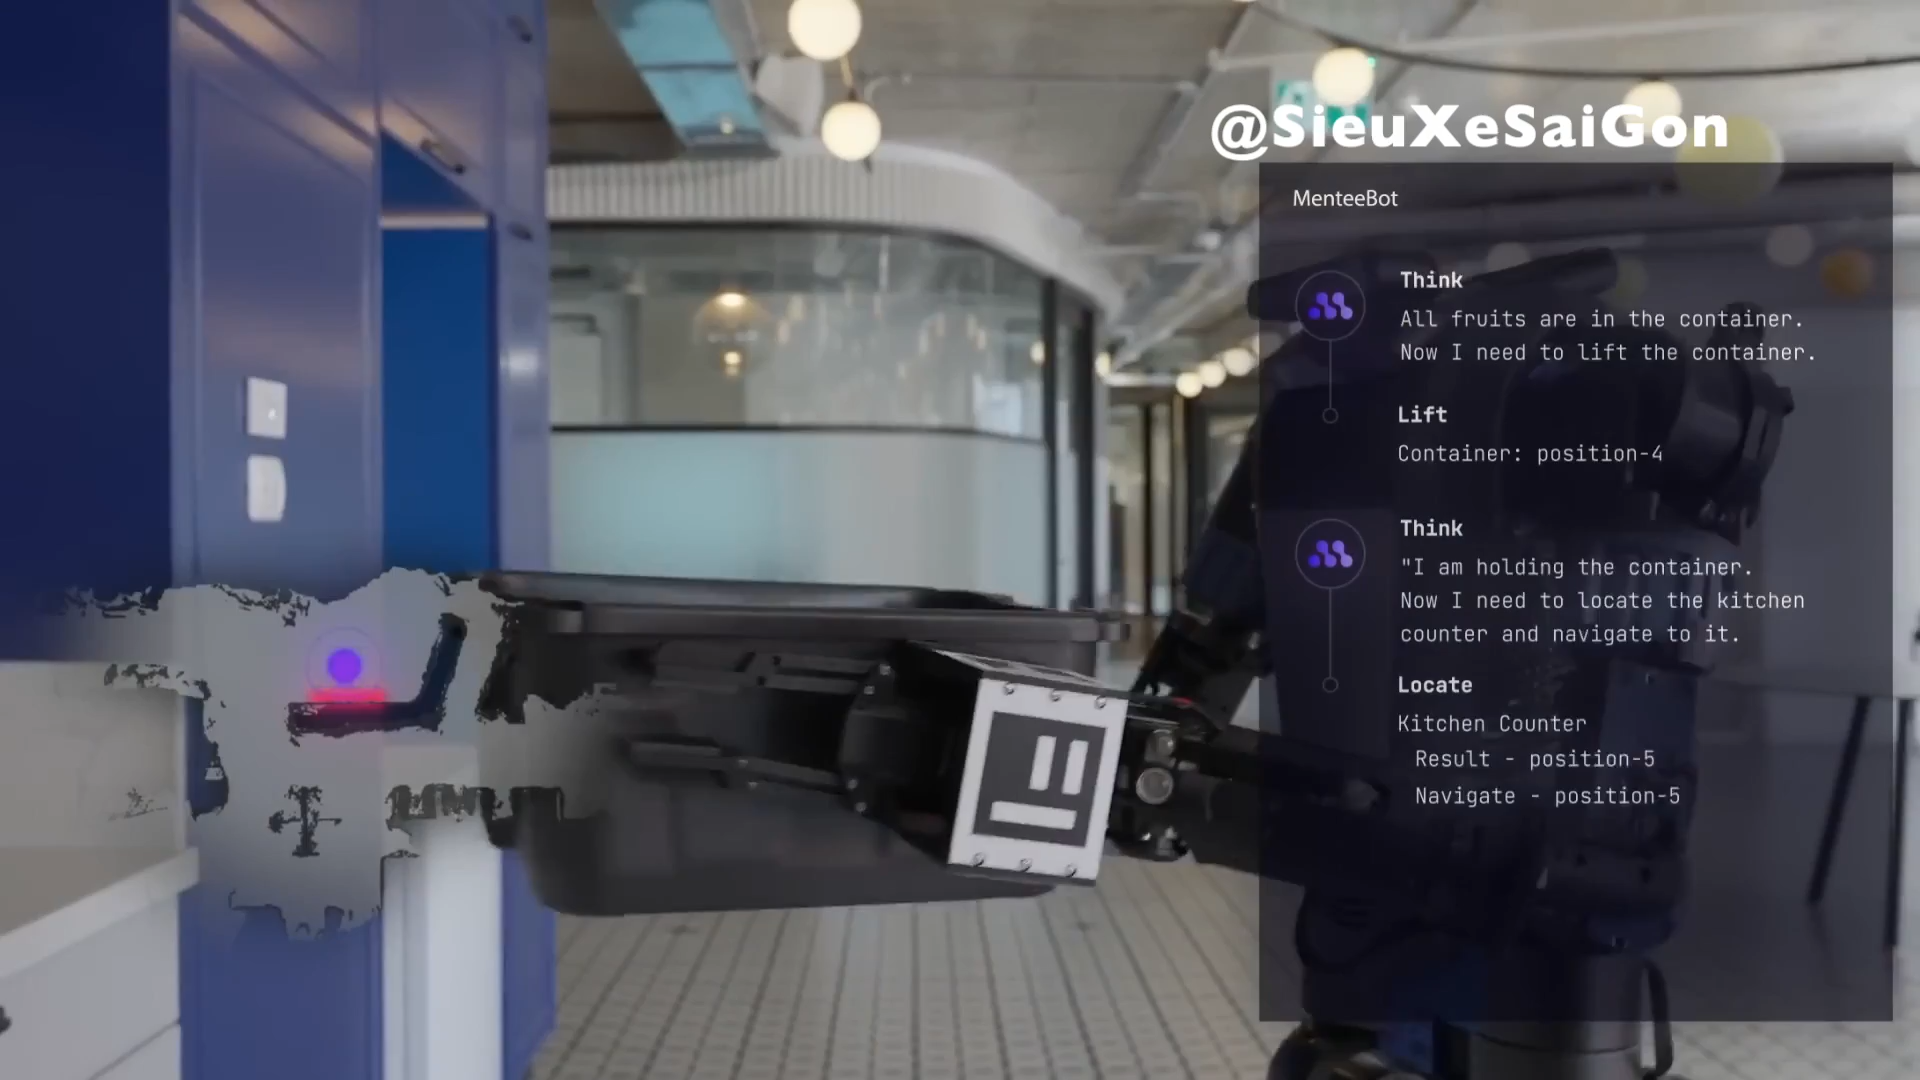 @SieuXeSaiGon
MenteeBot
Think
All fruits are in the container.
Now I need to lift the container.
Lift
Container: position-4
Think
"I am holding the container.
Now I need to locate the kitchen
counter and navigate to it.
Locate
Kitchen Counter
Result - position-5
Navigate - position-5